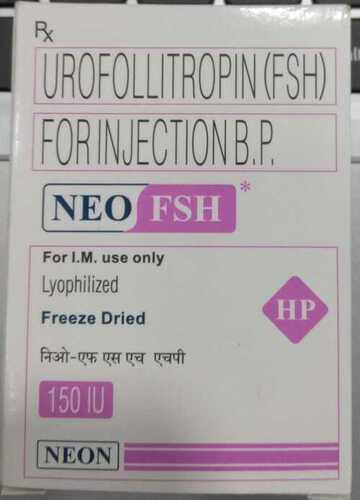 Rx
UROFOLLITROPIN (FSH)
FOR INJECTION B.P.
NEO FSH*
For I.M. use only
Lyophilized
HP
Freeze Dried
निओ-एफ एस एच एचपी
150 IU
NEON